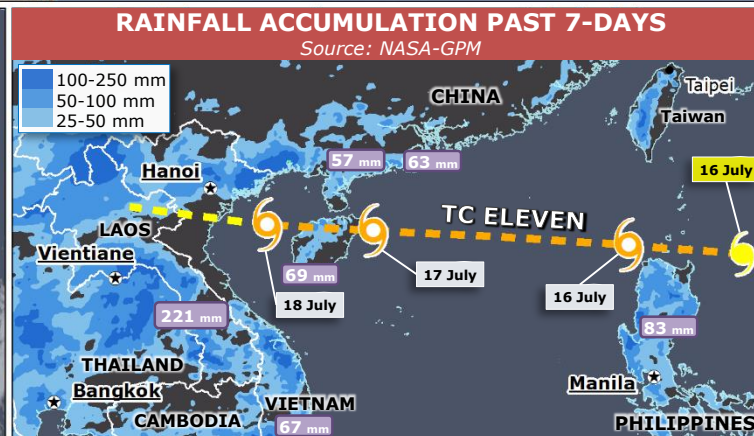 RAINFALL ACCUMULATION PAST 7-DAYS
Source: NASA-GPM
100-250 mm
50-100 mm
25-50 mm
CHINA
Taipei
Taiwan
57 mm
63 mm
Hanoi
16 July
TC ELEVEN
LAOS
Vientiane
69 mm
17 July
18 July
16 July
221 mm
83 mm
THAILAND
Bangkok
Manila
VIETNAM
CAMBODIA
67 mm
PHILIPPINES